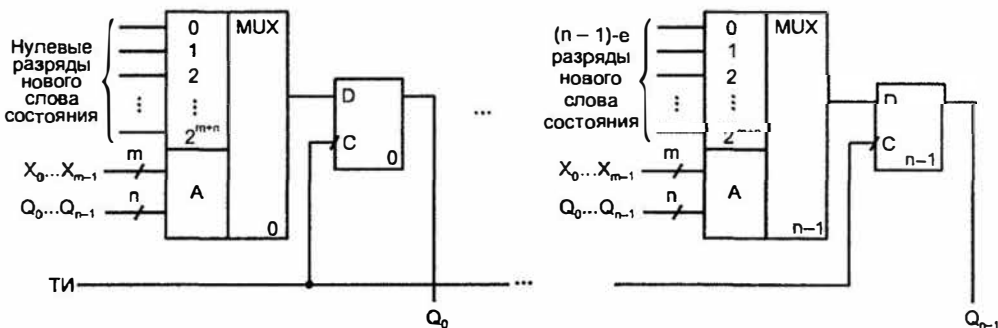 Нулевые
разряды
нового
слова
состояния
0
1
2
⋮
⋮
2^{m+n}
MUX
A
0
m
X₀...X_{m–1}
n
Q₀...Q_{n–1}
D
C
0
...
ТИ
...
Q₀
(n – 1)-е
разряды
нового
слова
состояния
0
1
2
⋮
⋮
2^{m+n}
MUX
A
n–1
m
X₀...X_{m–1}
n
Q₀...Q_{n–1}
D
C
n–1
Q_{n–1}